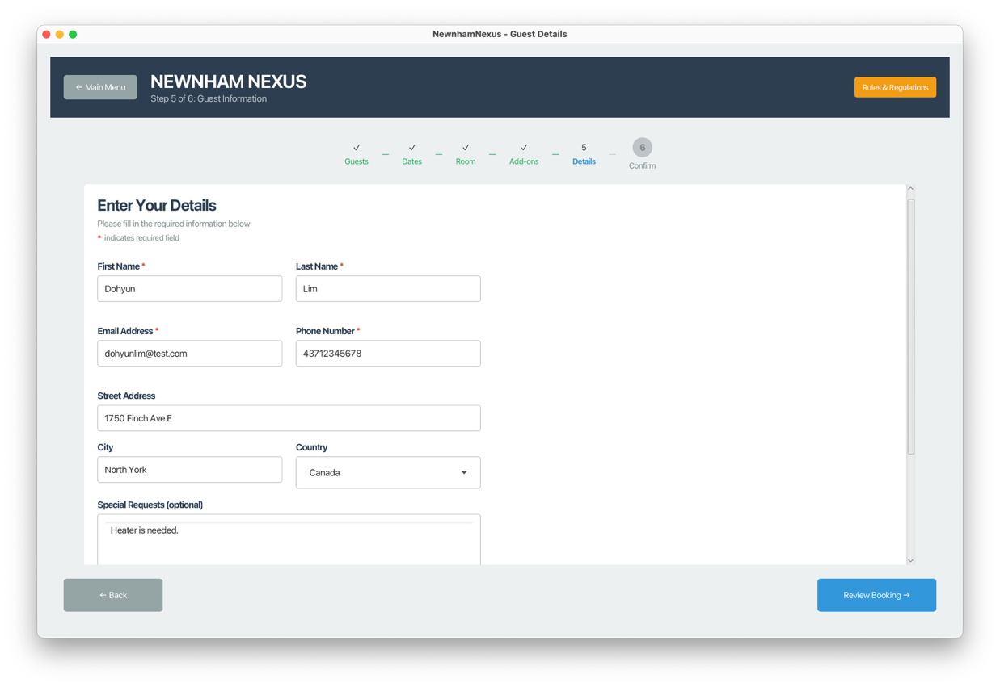 NewnhamNexus - Guest Details
← Main Menu
NEWNHAM NEXUS
Step 5 of 6: Guest Information
Rules & Regulations
✓ ✓ ✓ ✓ 5 6
Guests Dates Room Add-ons Details Confirm
Enter Your Details
Please fill in the required information below
* indicates required field
First Name * Last Name *
Dohyun Lim
Email Address * Phone Number *
dohyunlim@test.com 43712345678
Street Address
1750 Finch Ave E
City Country
North York Canada
Special Requests (optional)
Heater is needed.
← Back Review Booking →